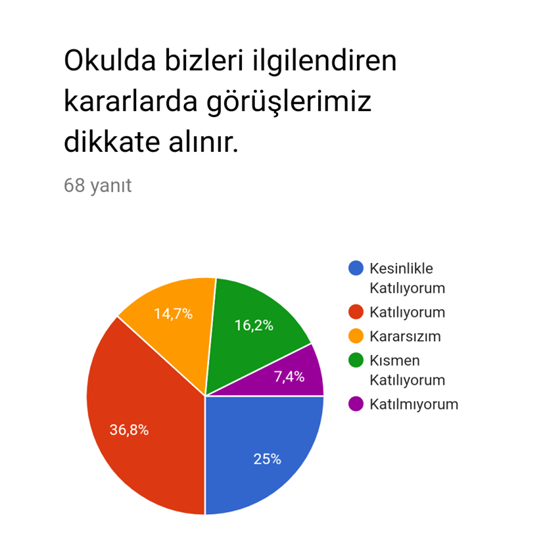 Okulda bizleri ilgilendiren
kararlarda görüşlerimiz
dikkate alınır.
68 yanıt
Kesinlikle
Katılıyorum
Katılıyorum
Kararsızım
Kısmen
Katılıyorum
Katılmıyorum
14,7%
16,2%
7,4%
36,8%
25%